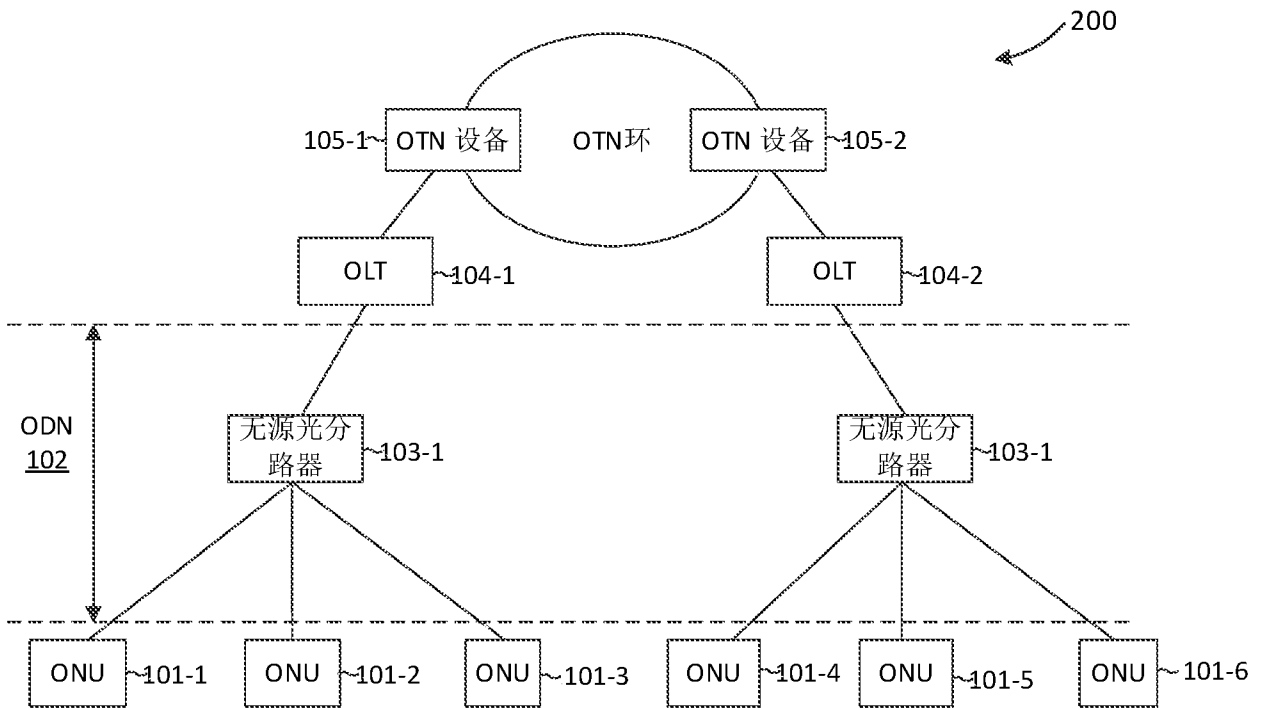 200
105-1 OTN 设备 OTN环 OTN 设备 105-2
OLT 104-1 OLT 104-2
ODN
102
无源光分
路器
103-1
无源光分
路器
103-1
ONU 101-1 ONU 101-2 ONU 101-3 ONU 101-4 ONU 101-5 ONU 101-6